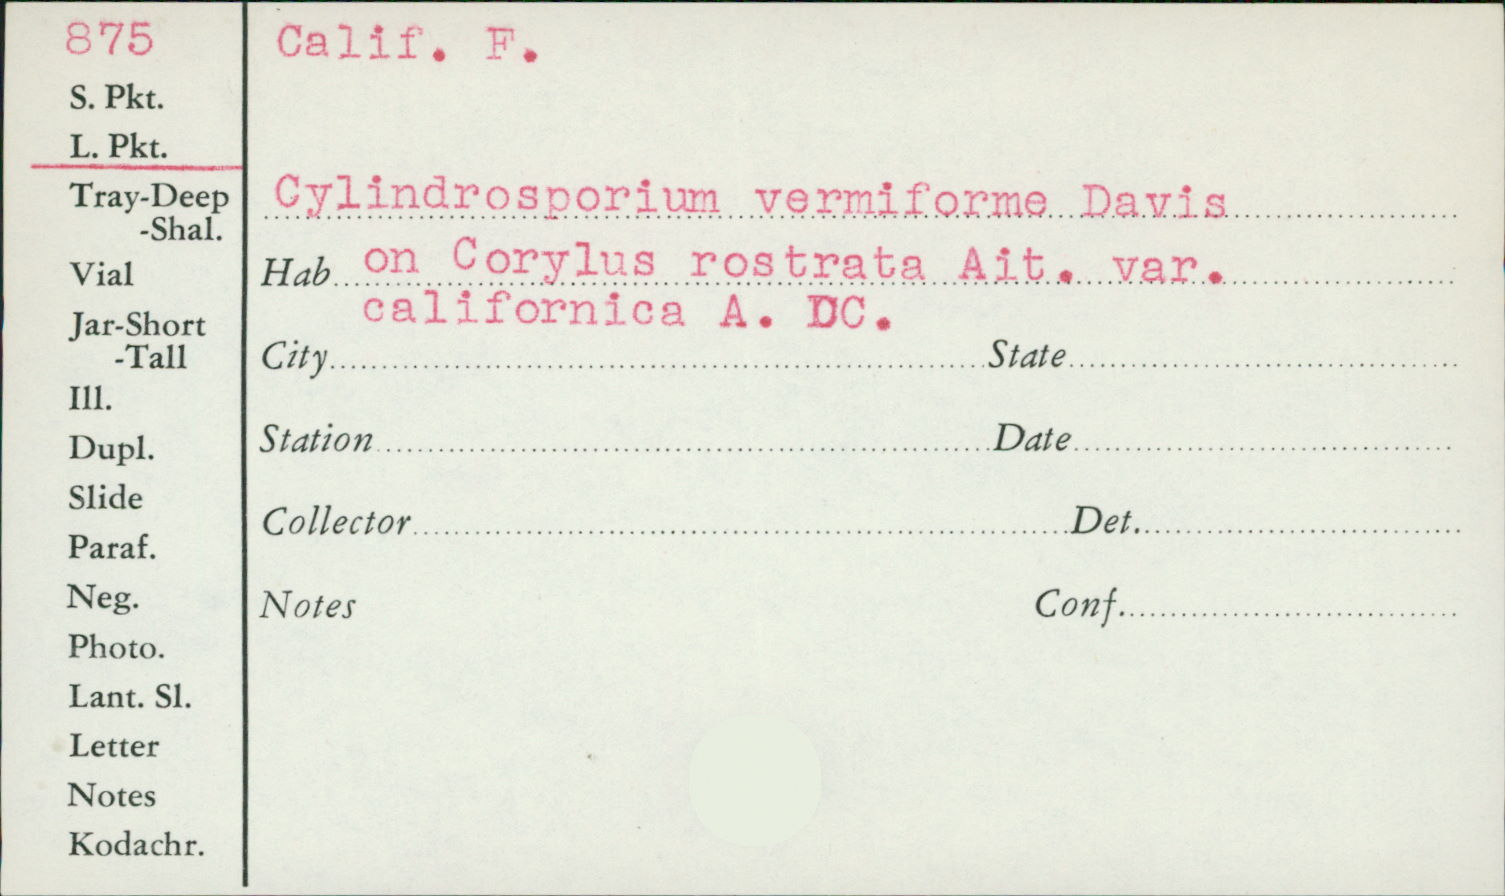 875
S. Pkt.
L. Pkt.
Tray-Deep
-Shal.
Vial
Jar-Short
-Tall
Ill.
Dupl.
Slide
Paraf.
Neg.
Photo.
Lant. Sl.
Letter
Notes
Kodachr.
Calif. F.
Cylindrosporium vermiforme Davis
Hab on Corylus rostrata Ait. var.
californica A. DC.
City State
Station Date
Collector Det.
Notes Conf.